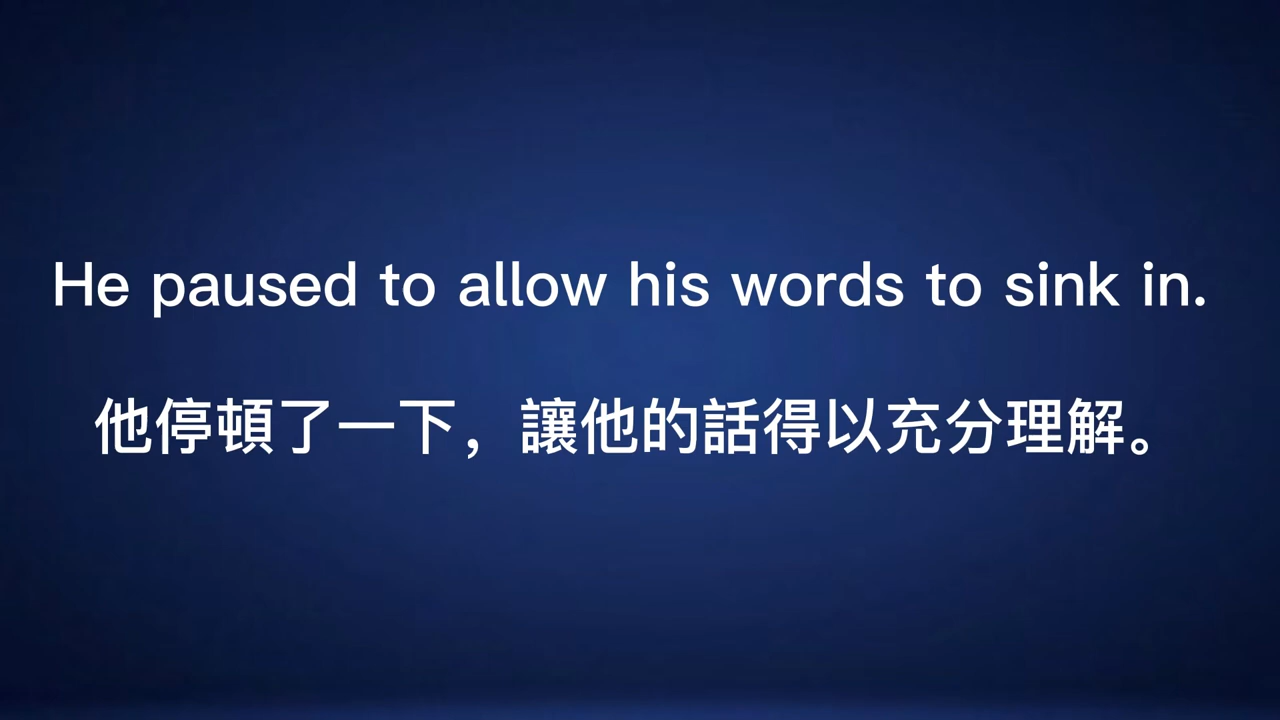 He paused to allow his words to sink in.
他停頓了一下，讓他的話得以充分理解。